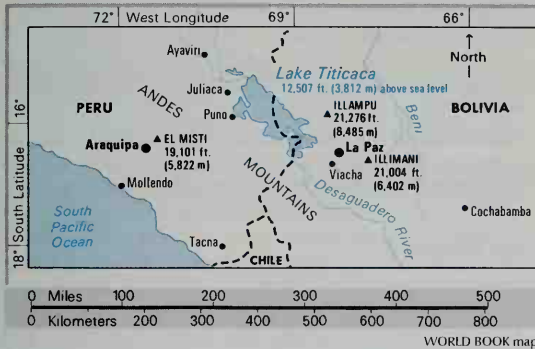 72° West Longitude 69° 66°
North
Ayaviri
Lake Titicaca
12,507 ft. (3,812 m) above sea level
ANDES
Juliaca
ILLAMPU
21,276 ft.
(8,485 m)
PERU
BOLIVIA
Beni
16°
Puno
EL MISTI
19,101 ft.
(5,822 m)
Araquipa
La Paz
Viacha
ILLIMANI
21,004 ft.
(6,402 m)
MOUNTAINS
Mollendo
Desaguadero River
Cochabamba
South Latitude
South
Pacific
Ocean
Tacna
18°
CHILE
0 Miles 100 200 300 400 500
0 Kilometers 200 300 400 500 600 700 800
WORLD BOOK map